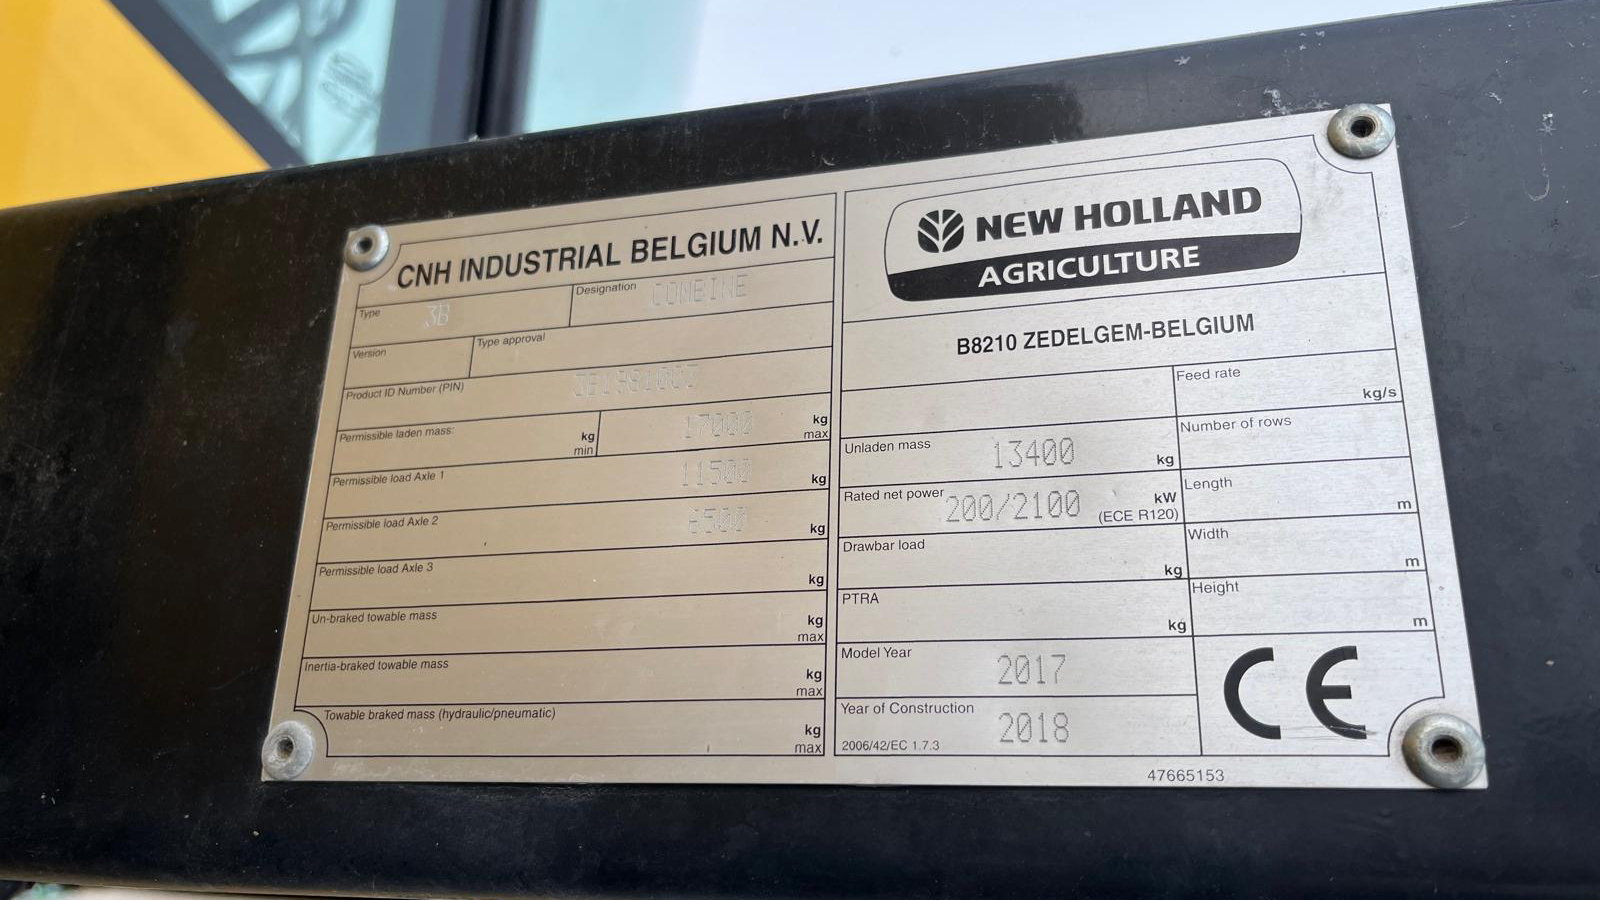 CNH INDUSTRIAL BELGIUM N.V.
Type 3B
Designation COMBINE
Version
Type approval
Product ID Number (PIN)
Permissible laden mass: kg min 17000 kg max
Permissible load Axle 1 11500 kg
Permissible load Axle 2 6500 kg
Permissible load Axle 3 kg
Un-braked towable mass kg max
Inertia-braked towable mass kg max
Towable braked mass (hydraulic/pneumatic) kg max
NEW HOLLAND
AGRICULTURE
B8210 ZEDELGEM-BELGIUM
Feed rate kg/s
Unladen mass 13400 kg
Number of rows
Rated net power 200/2100 kW (ECE R120)
Length m
Drawbar load kg
Width m
PTRA kg
Height m
Model Year 2017
Year of Construction 2018
2006/42/EC 1.7.3
CE
47665153